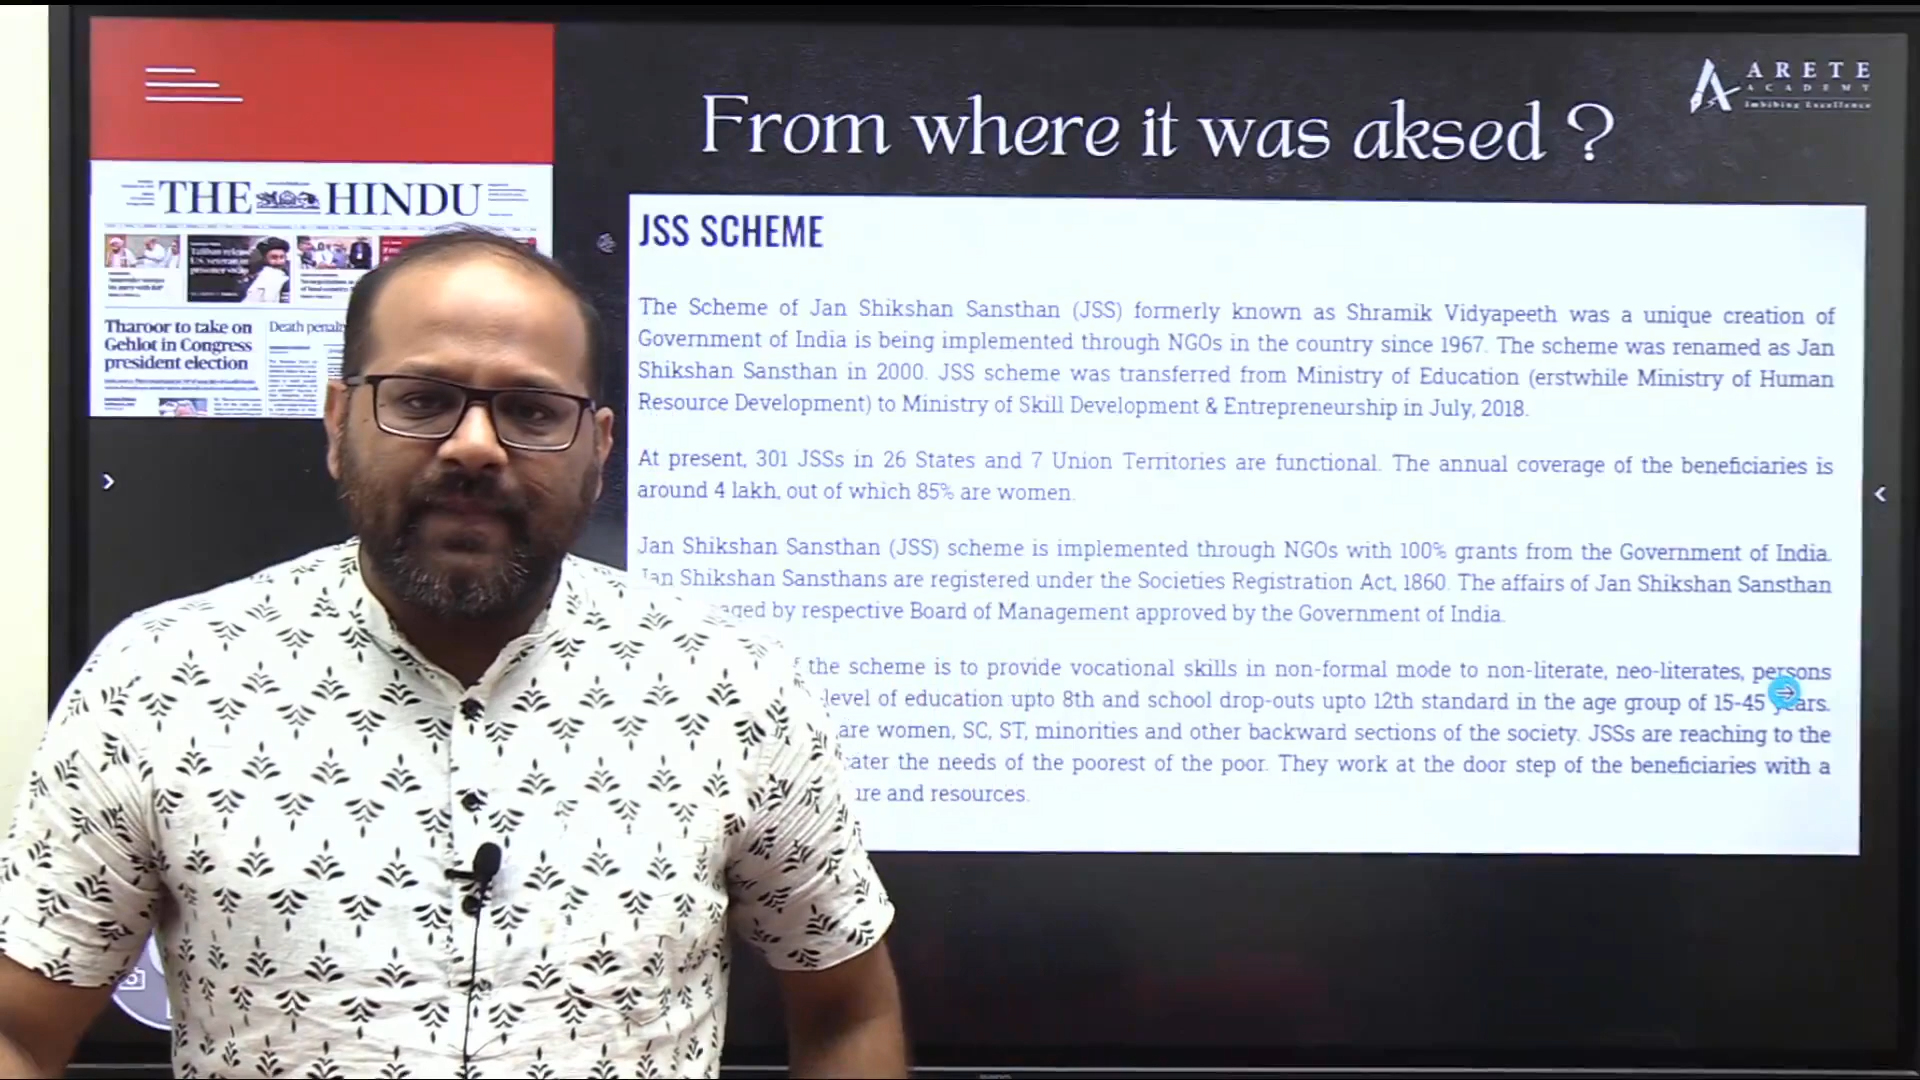 From where it was aksed ?
ARETE
ACADEMY
Imbibing Excellence
THE HINDU
Tharoor to take on
Gehlot in Congress
president election
Death penalt
JSS SCHEME
The Scheme of Jan Shikshan Sansthan (JSS) formerly known as Shramik Vidyapeeth was a unique creation of
Government of India is being implemented through NGOs in the country since 1967. The scheme was renamed as Jan
Shikshan Sansthan in 2000. JSS scheme was transferred from Ministry of Education (erstwhile Ministry of Human
Resource Development) to Ministry of Skill Development & Entrepreneurship in July, 2018.
At present, 301 JSSs in 26 States and 7 Union Territories are functional. The annual coverage of the beneficiaries is
around 4 lakh, out of which 85% are women.
Jan Shikshan Sansthan (JSS) scheme is implemented through NGOs with 100% grants from the Government of India.
Jan Shikshan Sansthans are registered under the Societies Registration Act, 1860. The affairs of Jan Shikshan Sansthan
by respective Board of Management approved by the Government of India.
the scheme is to provide vocational skills in non-formal mode to non-literate, neo-literates, persons
level of education upto 8th and school drop-outs upto 12th standard in the age group of 15-45 years.
are women, SC, ST, minorities and other backward sections of the society. JSSs are reaching to the
cater the needs of the poorest of the poor. They work at the door step of the beneficiaries with a
and resources.